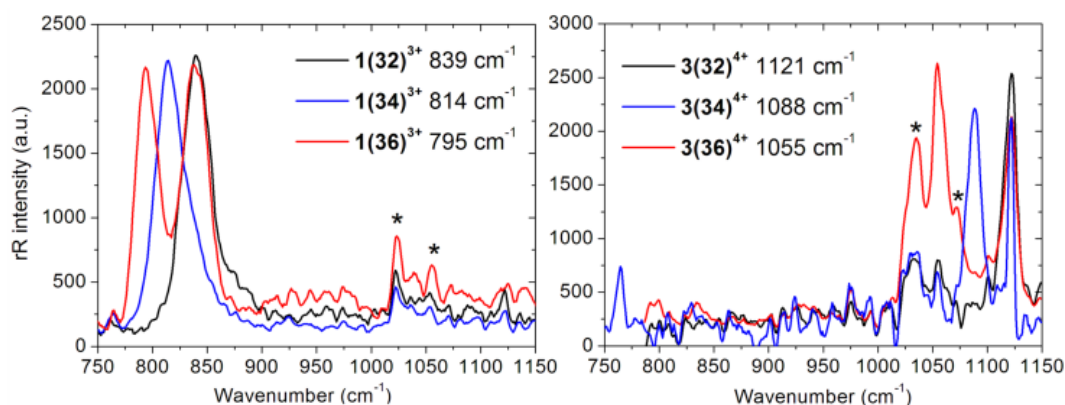 2500
2000
1500
1000
500
0
rR intensity (a.u.)
1(32)³⁺ 839 cm⁻¹
1(34)³⁺ 814 cm⁻¹
1(36)³⁺ 795 cm⁻¹
* *
750 800 850 900 950 1000 1050 1100 1150
Wavenumber (cm⁻¹)
3000
2500
2000
1500
1000
500
0
3(32)⁴⁺ 1121 cm⁻¹
3(34)⁴⁺ 1088 cm⁻¹
3(36)⁴⁺ 1055 cm⁻¹
* *
750 800 850 900 950 1000 1050 1100 1150
Wavenumber (cm⁻¹)